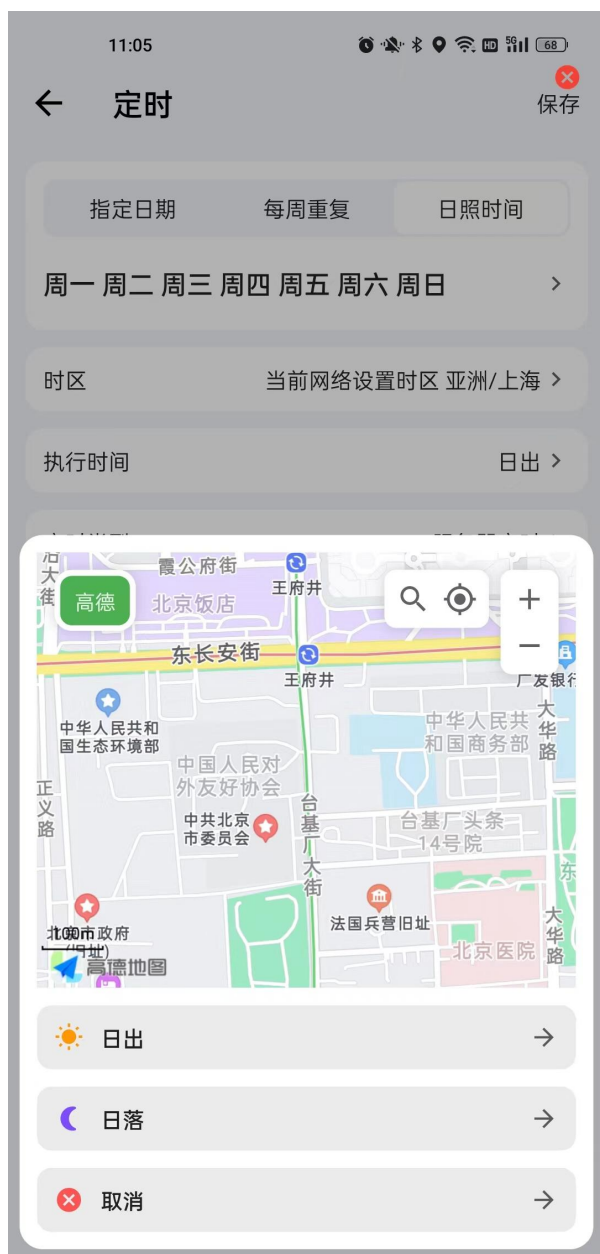 11:05
HD 5G 68
定时
保存
指定日期 每周重复 日照时间
周一 周二 周三 周四 周五 周六 周日
时区 当前网络设置时区 亚洲/上海
执行时间 日出
霞公府街
王府井
高德
北京饭店
东长安街
王府井
广发银行
中华人民共和
国生态环境部
大华路
中华人民共
和国商务部
中国人民对
外友好协会
正义路
中共北京
市委员会
台基厂大街
台基厂头条
14号院
法国兵营旧址
大华路
北京市政府
(旧址)
100m
北京医院
高德地图
日出
日落
取消